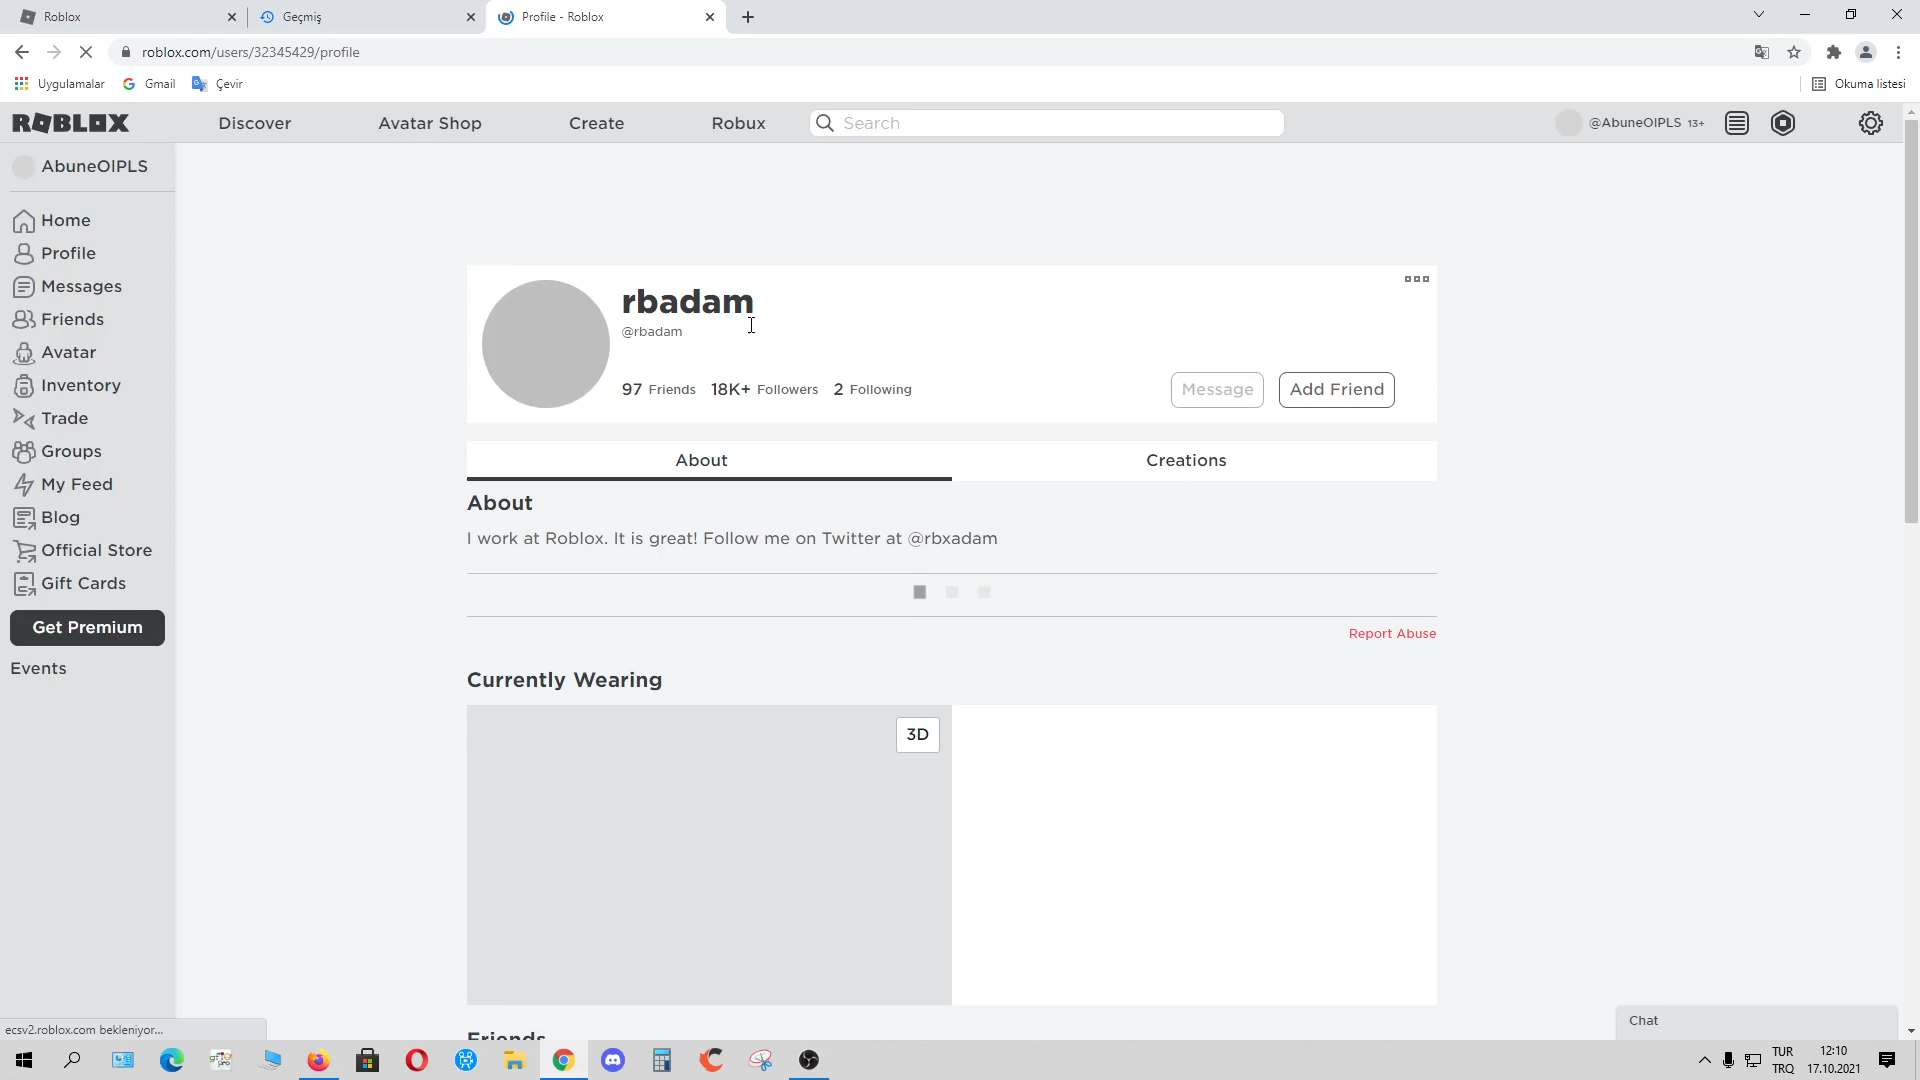 Roblox
Geçmiş
Profile - Roblox
roblox.com/users/32345429/profile
Uygulamalar
Gmail
Çevir
Okuma listesi
ROBLOX
Discover
Avatar Shop
Create
Robux
Search
@AbuneOlPLS 13+
AbuneOlPLS
Home
Profile
Messages
Friends
Avatar
Inventory
Trade
Groups
My Feed
Blog
Official Store
Gift Cards
Get Premium
Events
rbadam
@rbadam
97 Friends 18K+ Followers 2 Following
Message
Add Friend
About
Creations
About
I work at Roblox. It is great! Follow me on Twitter at @rbxadam
Report Abuse
Currently Wearing
3D
Friends
Chat
ecsv2.roblox.com bekleniyor...
TUR
TRQ
12:10
17.10.2021